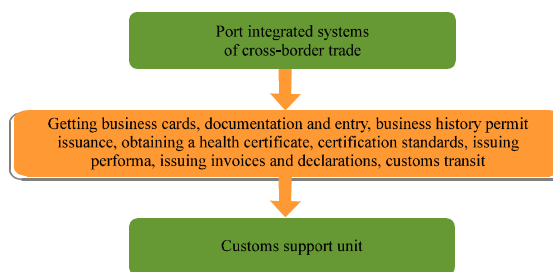 Port integrated systems
of cross-border trade
Getting business cards, documentation and entry, business history permit
issuance, obtaining a health certificate, certification standards, issuing
performa, issuing invoices and declarations, customs transit
Customs support unit